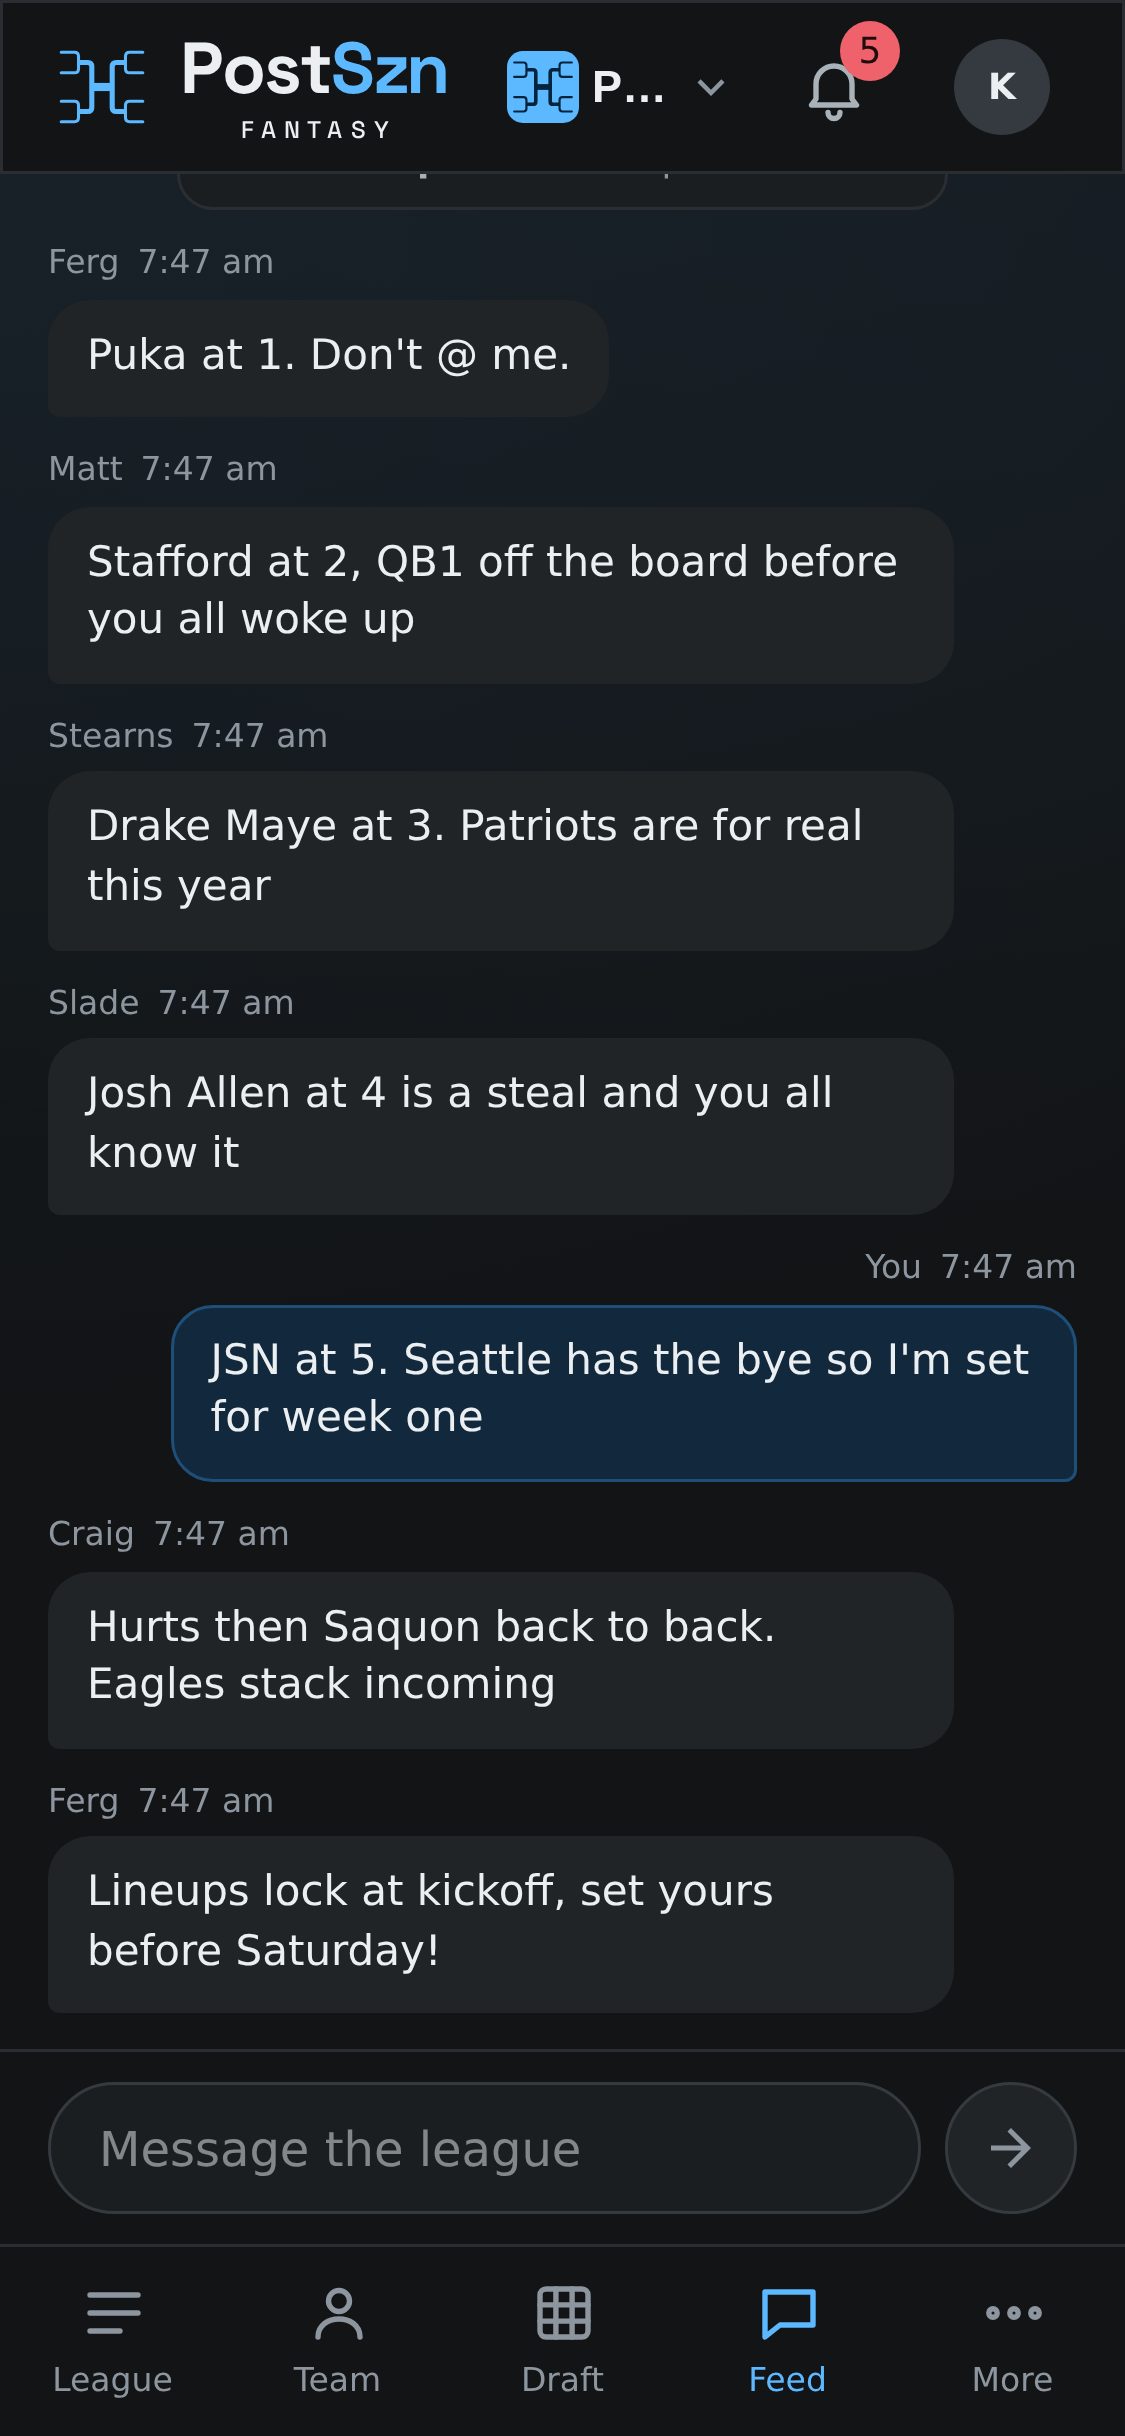 PostSzn
FANTASY
P...
5
K
Ferg 7:47 am
Puka at 1. Don't @ me.
Matt 7:47 am
Stafford at 2, QB1 off the board before
you all woke up
Stearns 7:47 am
Drake Maye at 3. Patriots are for real
this year
Slade 7:47 am
Josh Allen at 4 is a steal and you all
know it
You 7:47 am
JSN at 5. Seattle has the bye so I'm set
for week one
Craig 7:47 am
Hurts then Saquon back to back.
Eagles stack incoming
Ferg 7:47 am
Lineups lock at kickoff, set yours
before Saturday!
Message the league
League
Team
Draft
Feed
More